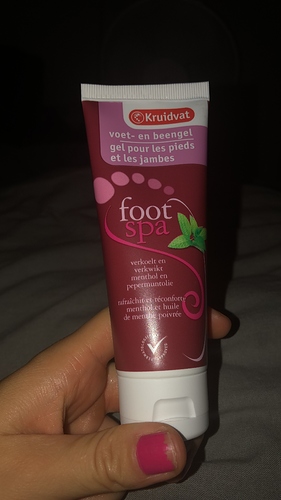 Kruidvat
voet- en beengel
gel pour les pieds
et les jambes
foot
spa
verkoelt en
verkwikt
menthol en
pepermuntolie
rafraîchit et réconforte
menthol et huile
de menthe poivrée